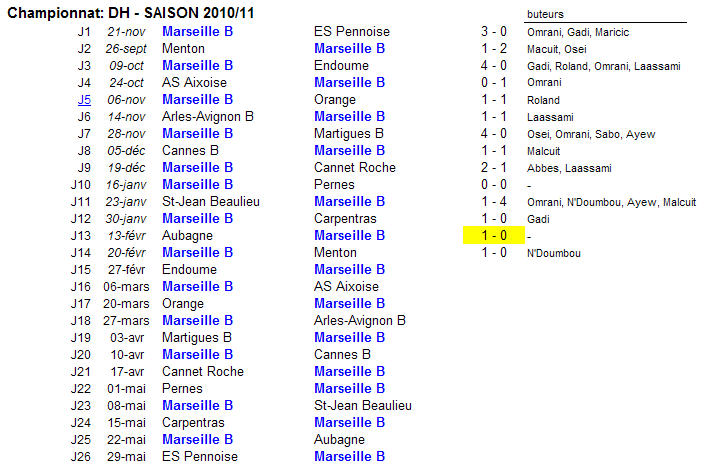 Championnat: DH - SAISON 2010/11
buteurs
J1 21-nov Marseille B ES Pennoise 3 - 0 Omrani, Gadi, Maricic
J2 26-sept Menton Marseille B 1 - 2 Macuit, Osei
J3 09-oct Marseille B Endoume 4 - 0 Gadi, Roland, Omrani, Laassami
J4 24-oct AS Aixoise Marseille B 0 - 1 Omrani
J5 06-nov Marseille B Orange 1 - 1 Roland
J6 14-nov Arles-Avignon B Marseille B 1 - 1 Laassami
J7 28-nov Marseille B Martigues B 4 - 0 Osei, Omrani, Sabo, Ayew
J8 05-déc Cannes B Marseille B 1 - 1 Malcuit
J9 19-déc Marseille B Cannet Roche 2 - 1 Abbes, Laassami
J10 16-janv Marseille B Pernes 0 - 0 -
J11 23-janv St-Jean Beaulieu Marseille B 1 - 4 Omrani, N'Doumbou, Ayew, Malcuit
J12 30-janv Marseille B Carpentras 1 - 0 Gadi
J13 13-févr Aubagne Marseille B 1 - 0 -
J14 20-févr Marseille B Menton 1 - 0 N'Doumbou
J15 27-févr Endoume Marseille B
J16 06-mars Marseille B AS Aixoise
J17 20-mars Orange Marseille B
J18 27-mars Marseille B Arles-Avignon B
J19 03-avr Martigues B Marseille B
J20 10-avr Marseille B Cannes B
J21 17-avr Cannet Roche Marseille B
J22 01-mai Pernes Marseille B
J23 08-mai Marseille B St-Jean Beaulieu
J24 15-mai Carpentras Marseille B
J25 22-mai Marseille B Aubagne
J26 29-mai ES Pennoise Marseille B